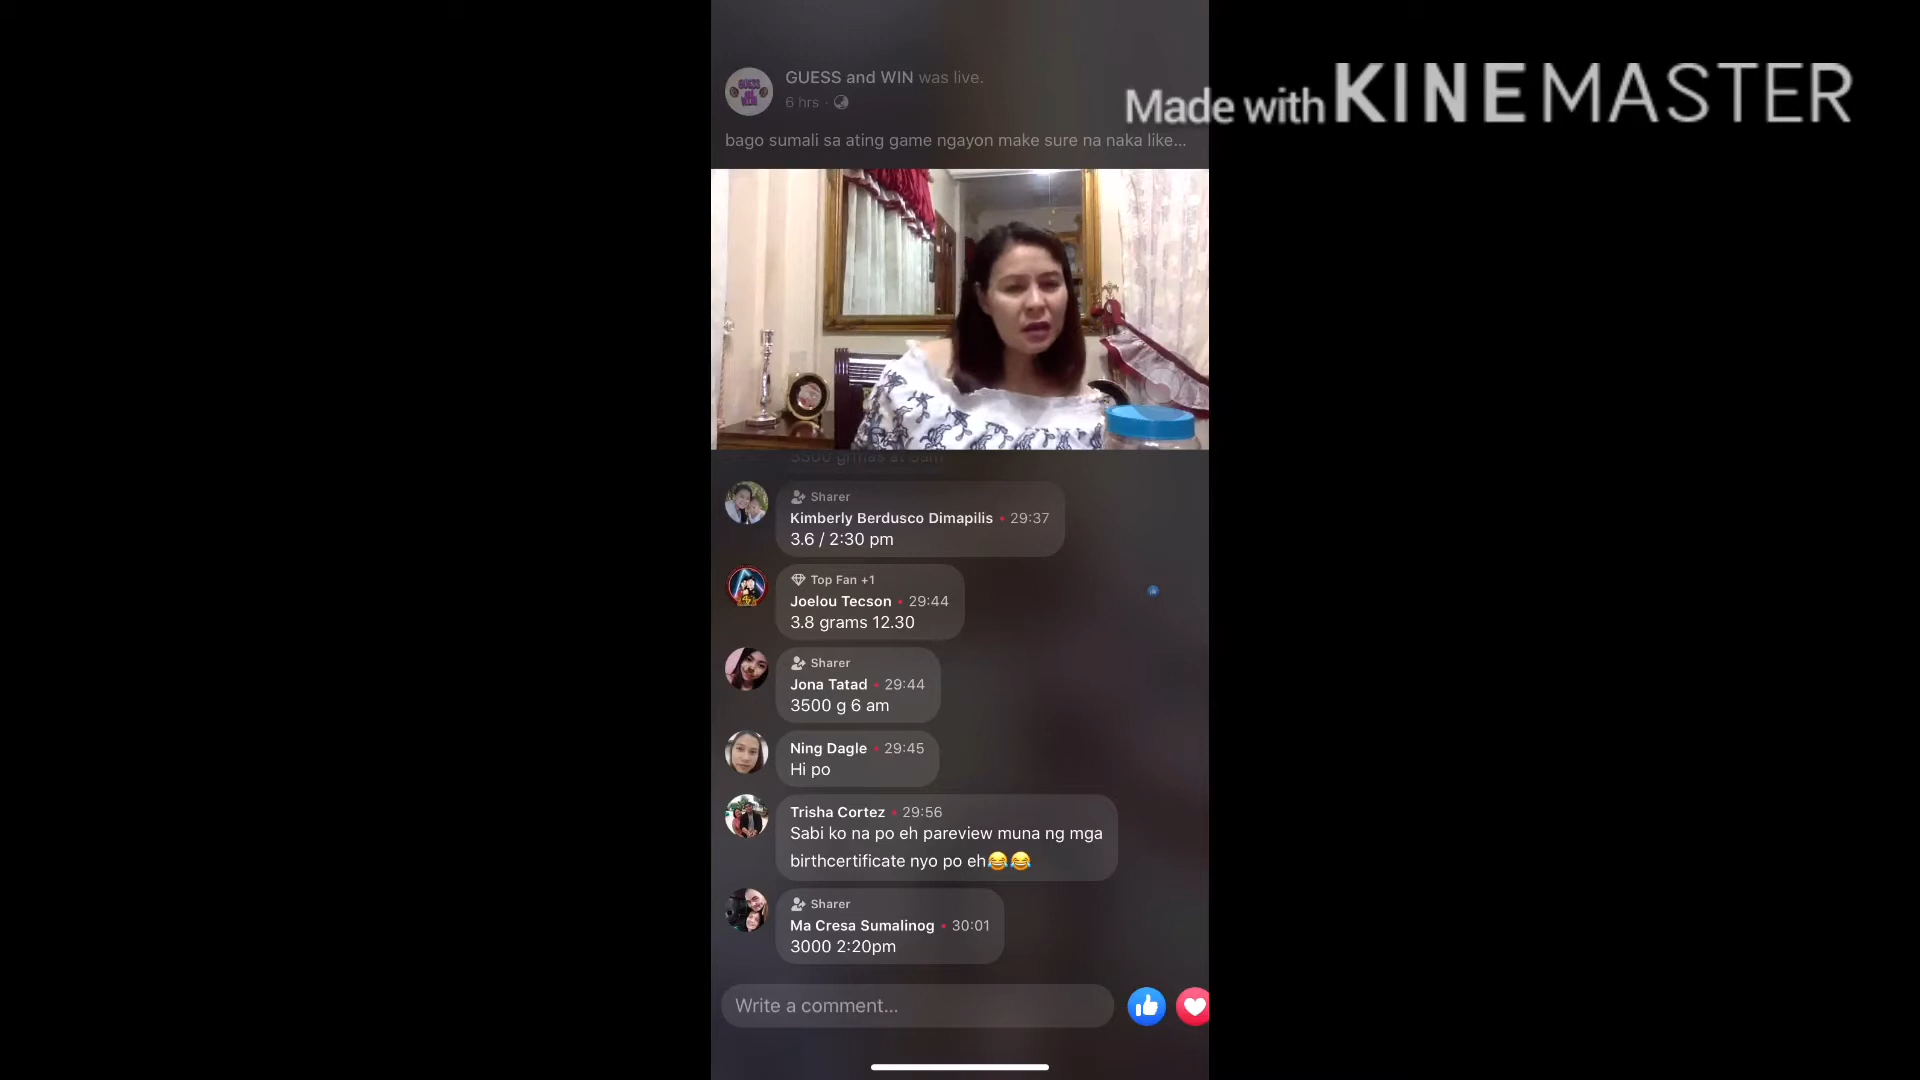 GUESS and WIN was live.
6 hrs ·
Made with KINEMASTER
bago sumali sa ating game ngayon make sure na naka like...
Sharer
Kimberly Berdusco Dimapilis • 29:37
3.6 / 2:30 pm
Top Fan +1
Joelou Tecson • 29:44
3.8 grams 12.30
Sharer
Jona Tatad • 29:44
3500 g 6 am
Ning Dagle • 29:45
Hi po
Trisha Cortez • 29:56
Sabi ko na po eh pareview muna ng mga
birthcertificate nyo po eh😂😂
Sharer
Ma Cresa Sumalinog • 30:01
3000 2:20pm
Write a comment...